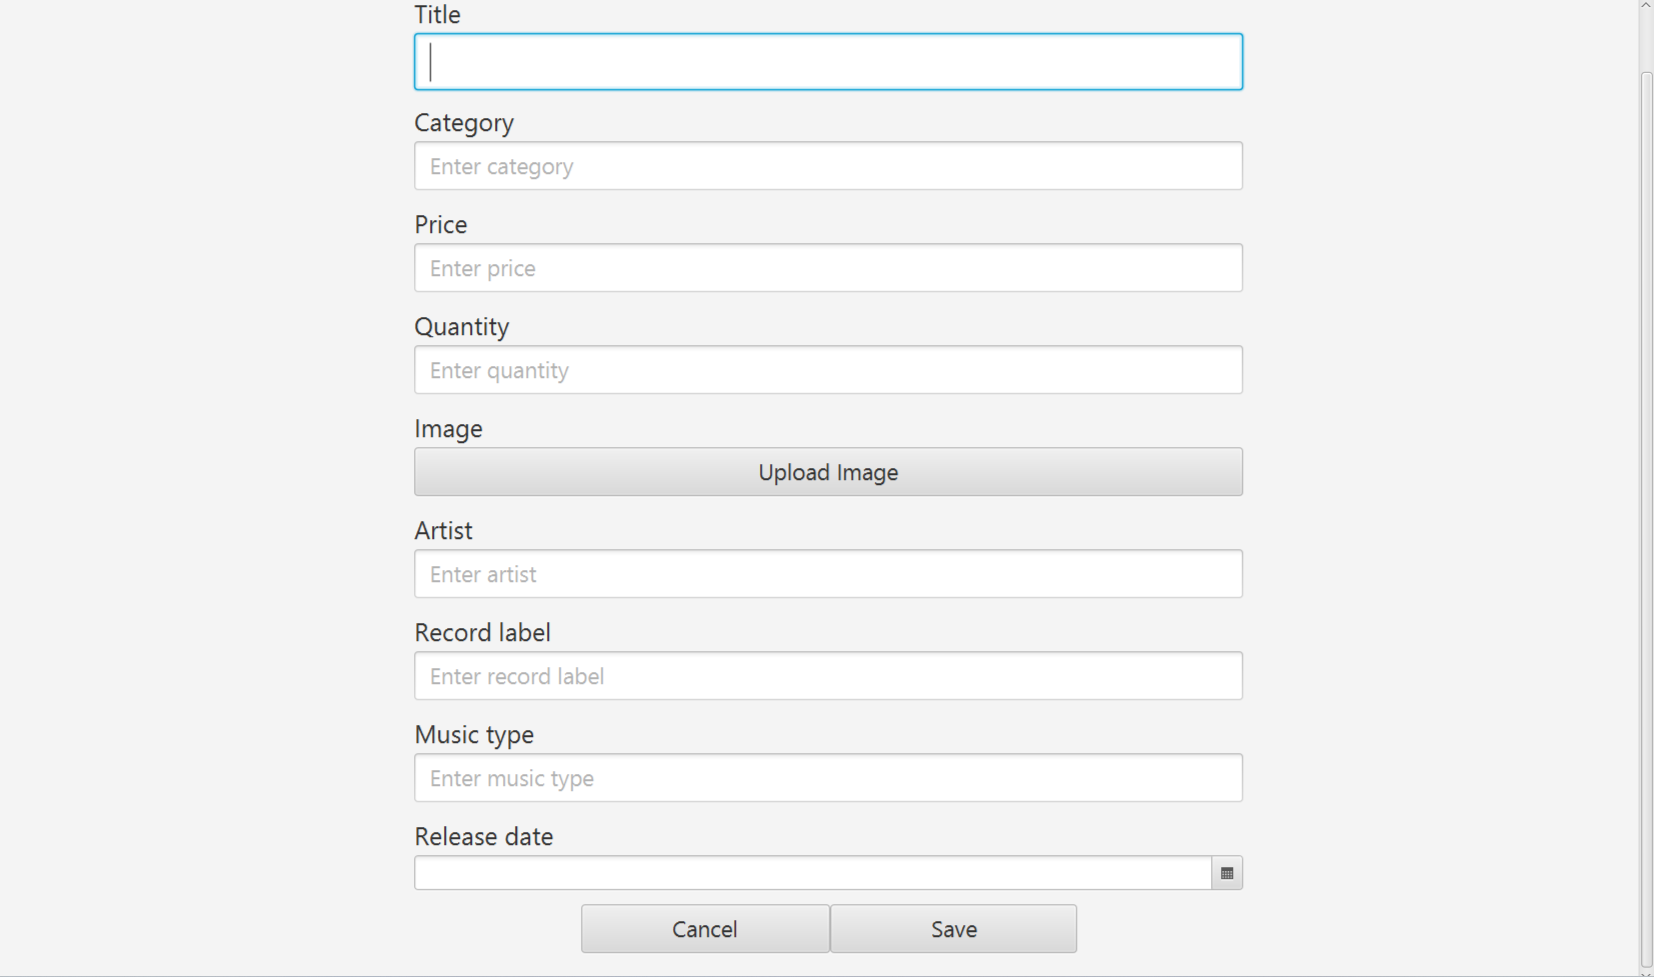 Title
Category
Enter category
Price
Enter price
Quantity
Enter quantity
Image
Upload Image
Artist
Enter artist
Record label
Enter record label
Music type
Enter music type
Release date
Cancel Save